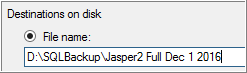 Destinations on disk
File name:
D:\SQLBackup\Jasper2 Full Dec 1 2016